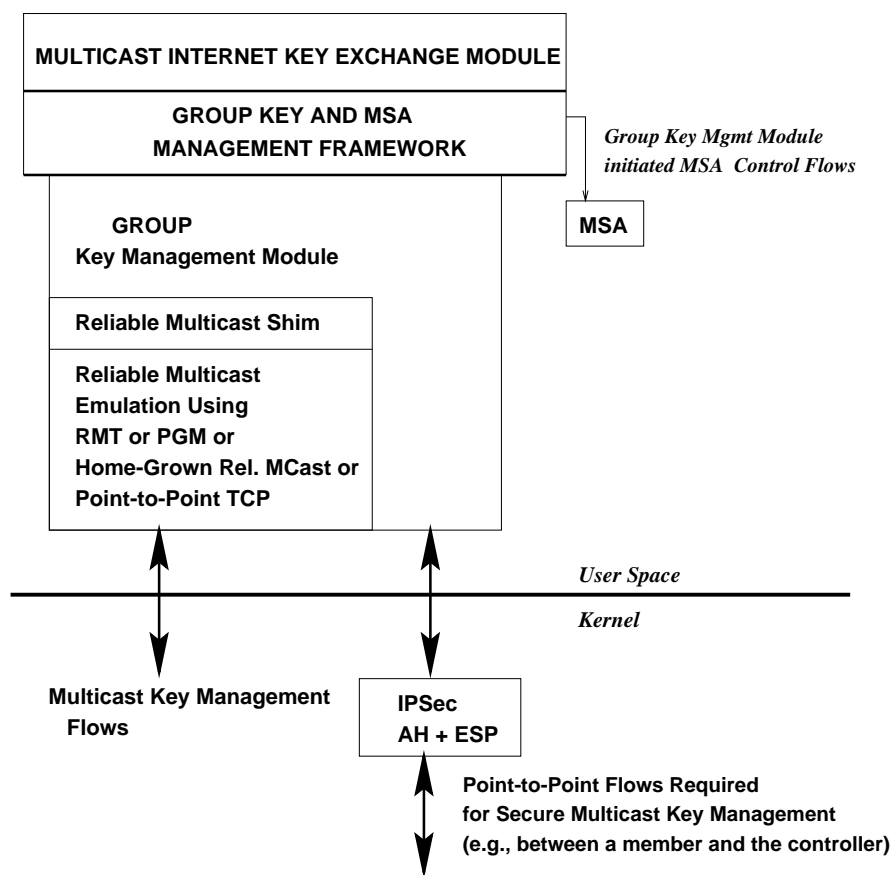 MULTICAST INTERNET KEY EXCHANGE MODULE
GROUP KEY AND MSA
MANAGEMENT FRAMEWORK
Group Key Mgmt Module
initiated MSA Control Flows
MSA
GROUP
Key Management Module
Reliable Multicast Shim
Reliable Multicast
Emulation Using
RMT or PGM or
Home-Grown Rel. MCast or
Point-to-Point TCP
User Space
Kernel
Multicast Key Management
Flows
IPSec
AH + ESP
Point-to-Point Flows Required
for Secure Multicast Key Management
(e.g., between a member and the controller)